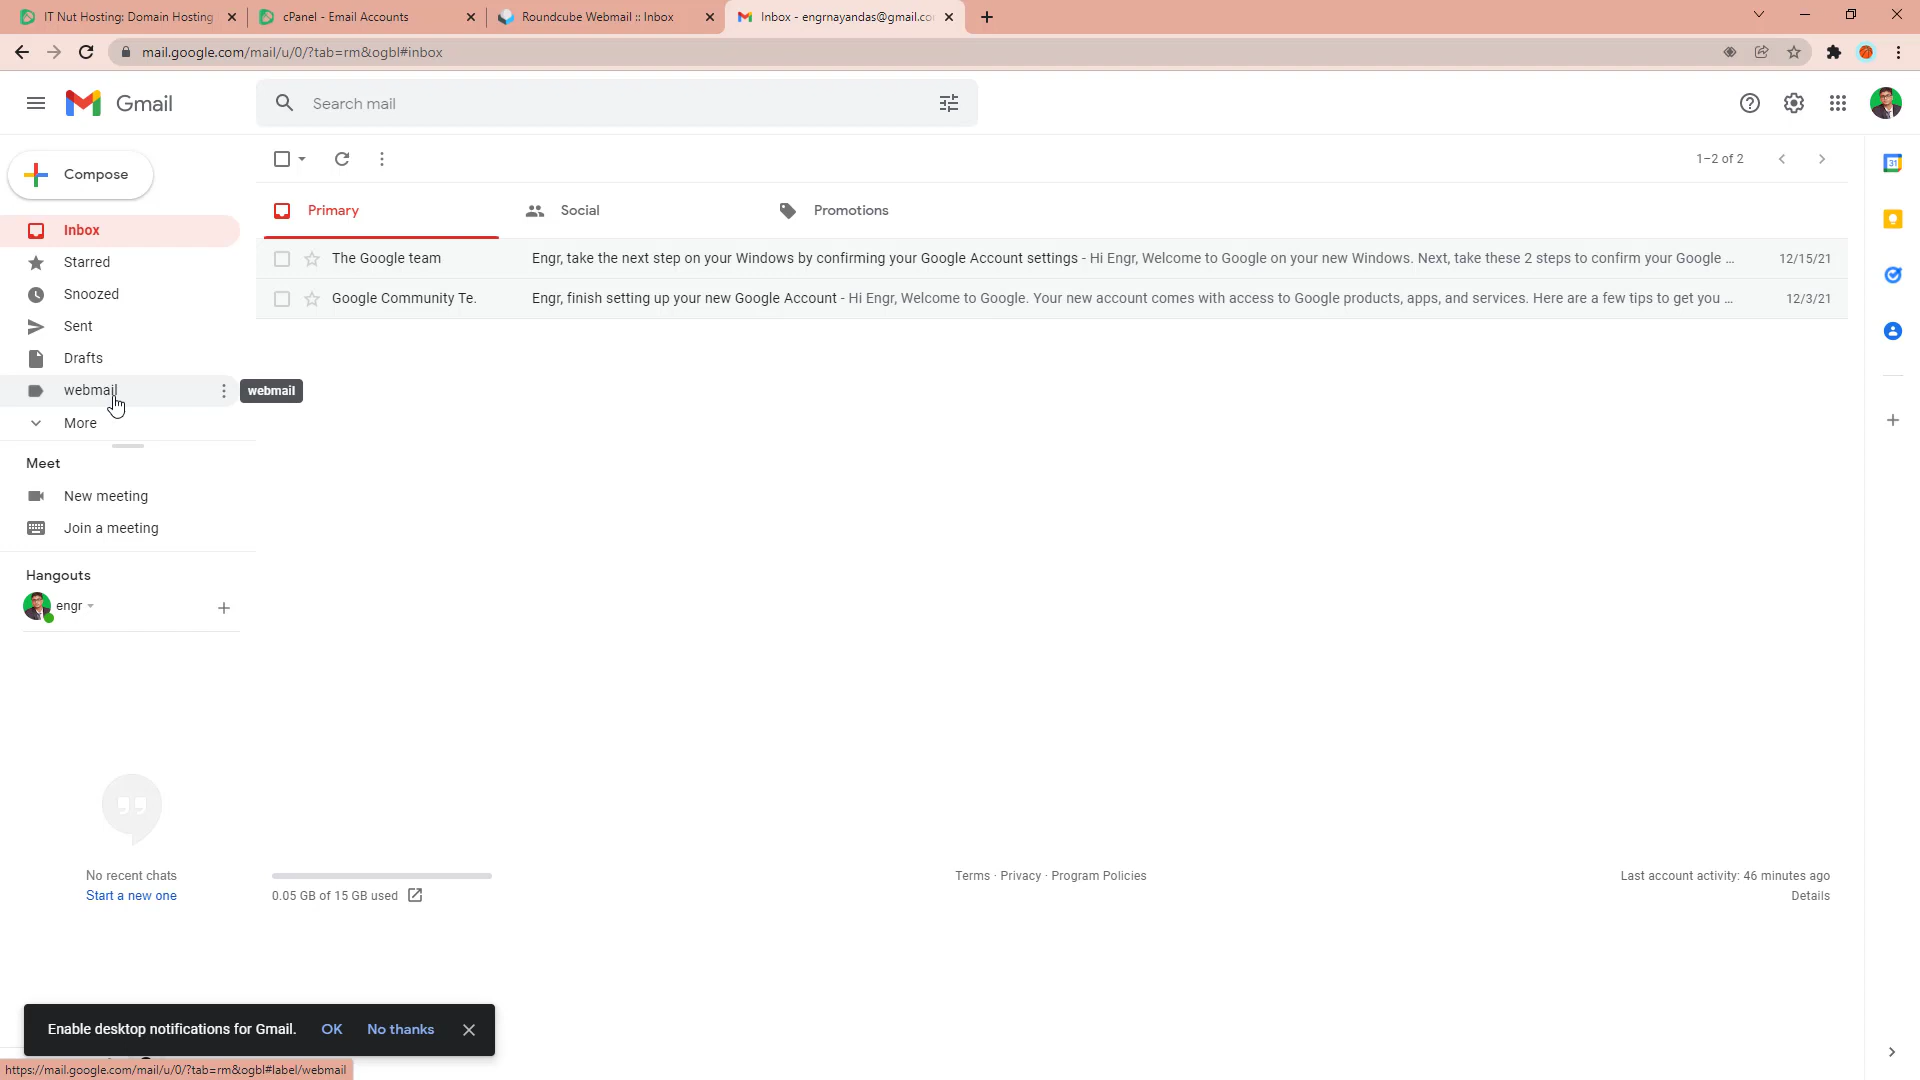 IT Nut Hosting: Domain Hosting
cPanel - Email Accounts
Roundcube Webmail :: Inbox
Inbox - engrnayandas@gmail.co
mail.google.com/mail/u/0/?tab=rm&ogbl#inbox
Gmail
Search mail
Compose
1–2 of 2
31
Primary
Social
Promotions
Inbox
The Google team
Engr, take the next step on your Windows by confirming your Google Account settings - Hi Engr, Welcome to Google on your new Windows. Next, take these 2 steps to confirm your Google ...
12/15/21
Starred
Google Community Te.
Engr, finish setting up your new Google Account - Hi Engr, Welcome to Google. Your new account comes with access to Google products, apps, and services. Here are a few tips to get you ...
12/3/21
Snoozed
Sent
Drafts
webmail
webmail
More
Meet
New meeting
Join a meeting
Hangouts
engr
No recent chats
Start a new one
0.05 GB of 15 GB used
Terms · Privacy · Program Policies
Last account activity: 46 minutes ago
Details
Enable desktop notifications for Gmail. OK No thanks
https://mail.google.com/mail/u/0/?tab=rm&ogbl#label/webmail